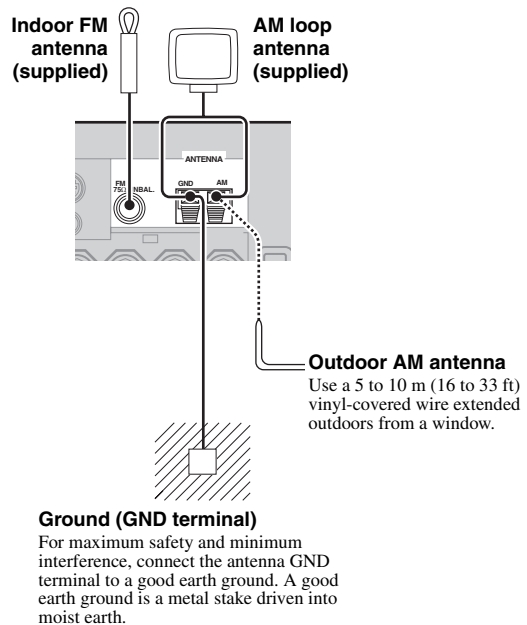 Indoor FM
antenna
(supplied)
AM loop
antenna
(supplied)
ANTENNA
FM
GND
AM
75Ω
NBAL.
Outdoor AM antenna
Use a 5 to 10 m (16 to 33 ft)
vinyl-covered wire extended
outdoors from a window.
Ground (GND terminal)
For maximum safety and minimum
interference, connect the antenna GND
terminal to a good earth ground. A good
earth ground is a metal stake driven into
moist earth.